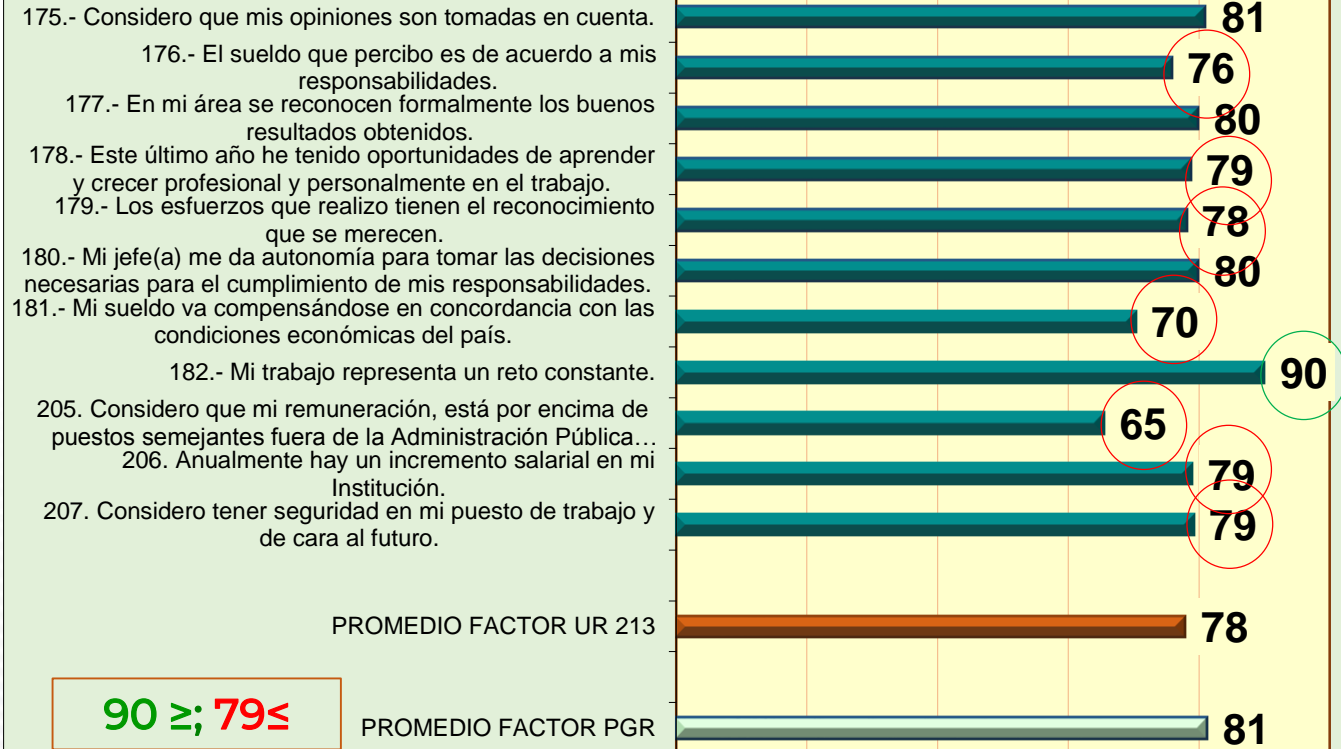 175.- Considero que mis opiniones son tomadas en cuenta.
81
176.- El sueldo que percibo es de acuerdo a mis
responsabilidades.
76
177.- En mi área se reconocen formalmente los buenos
resultados obtenidos.
80
178.- Este último año he tenido oportunidades de aprender
y crecer profesional y personalmente en el trabajo.
79
179.- Los esfuerzos que realizo tienen el reconocimiento
que se merecen.
78
180.- Mi jefe(a) me da autonomía para tomar las decisiones
necesarias para el cumplimiento de mis responsabilidades.
80
181.- Mi sueldo va compensándose en concordancia con las
condiciones económicas del país.
70
182.- Mi trabajo representa un reto constante.
90
205. Considero que mi remuneración, está por encima de
puestos semejantes fuera de la Administración Pública…
65
206. Anualmente hay un incremento salarial en mi
Institución.
79
207. Considero tener seguridad en mi puesto de trabajo y
de cara al futuro.
79
PROMEDIO FACTOR UR 213
78
90 ≥; 79≤
PROMEDIO FACTOR PGR
81